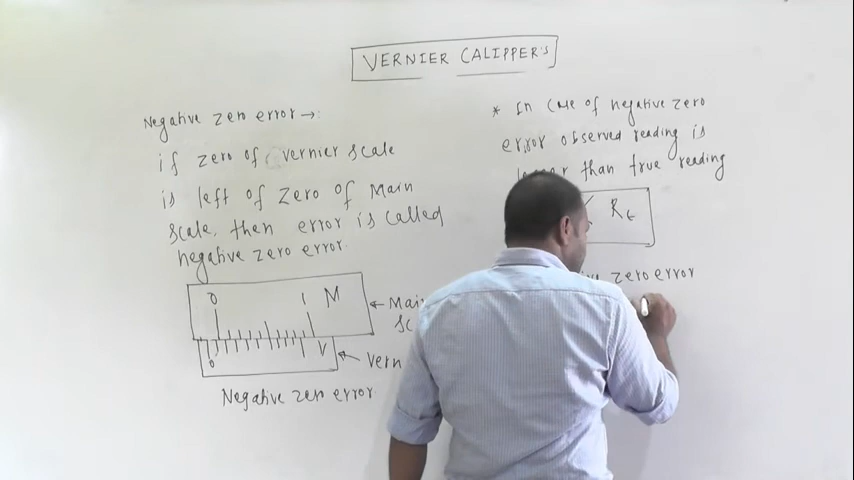 VERNIER CALIPPER'S
Negative zero error →:
if zero of vernier scale
is left of zero of Main
scale, then error is called
negative zero error.
0 1 M
0 V
← Main
← Vern
Negative zero error
* In case of negative zero
error observed reading is
than true reading
R_t
zero error